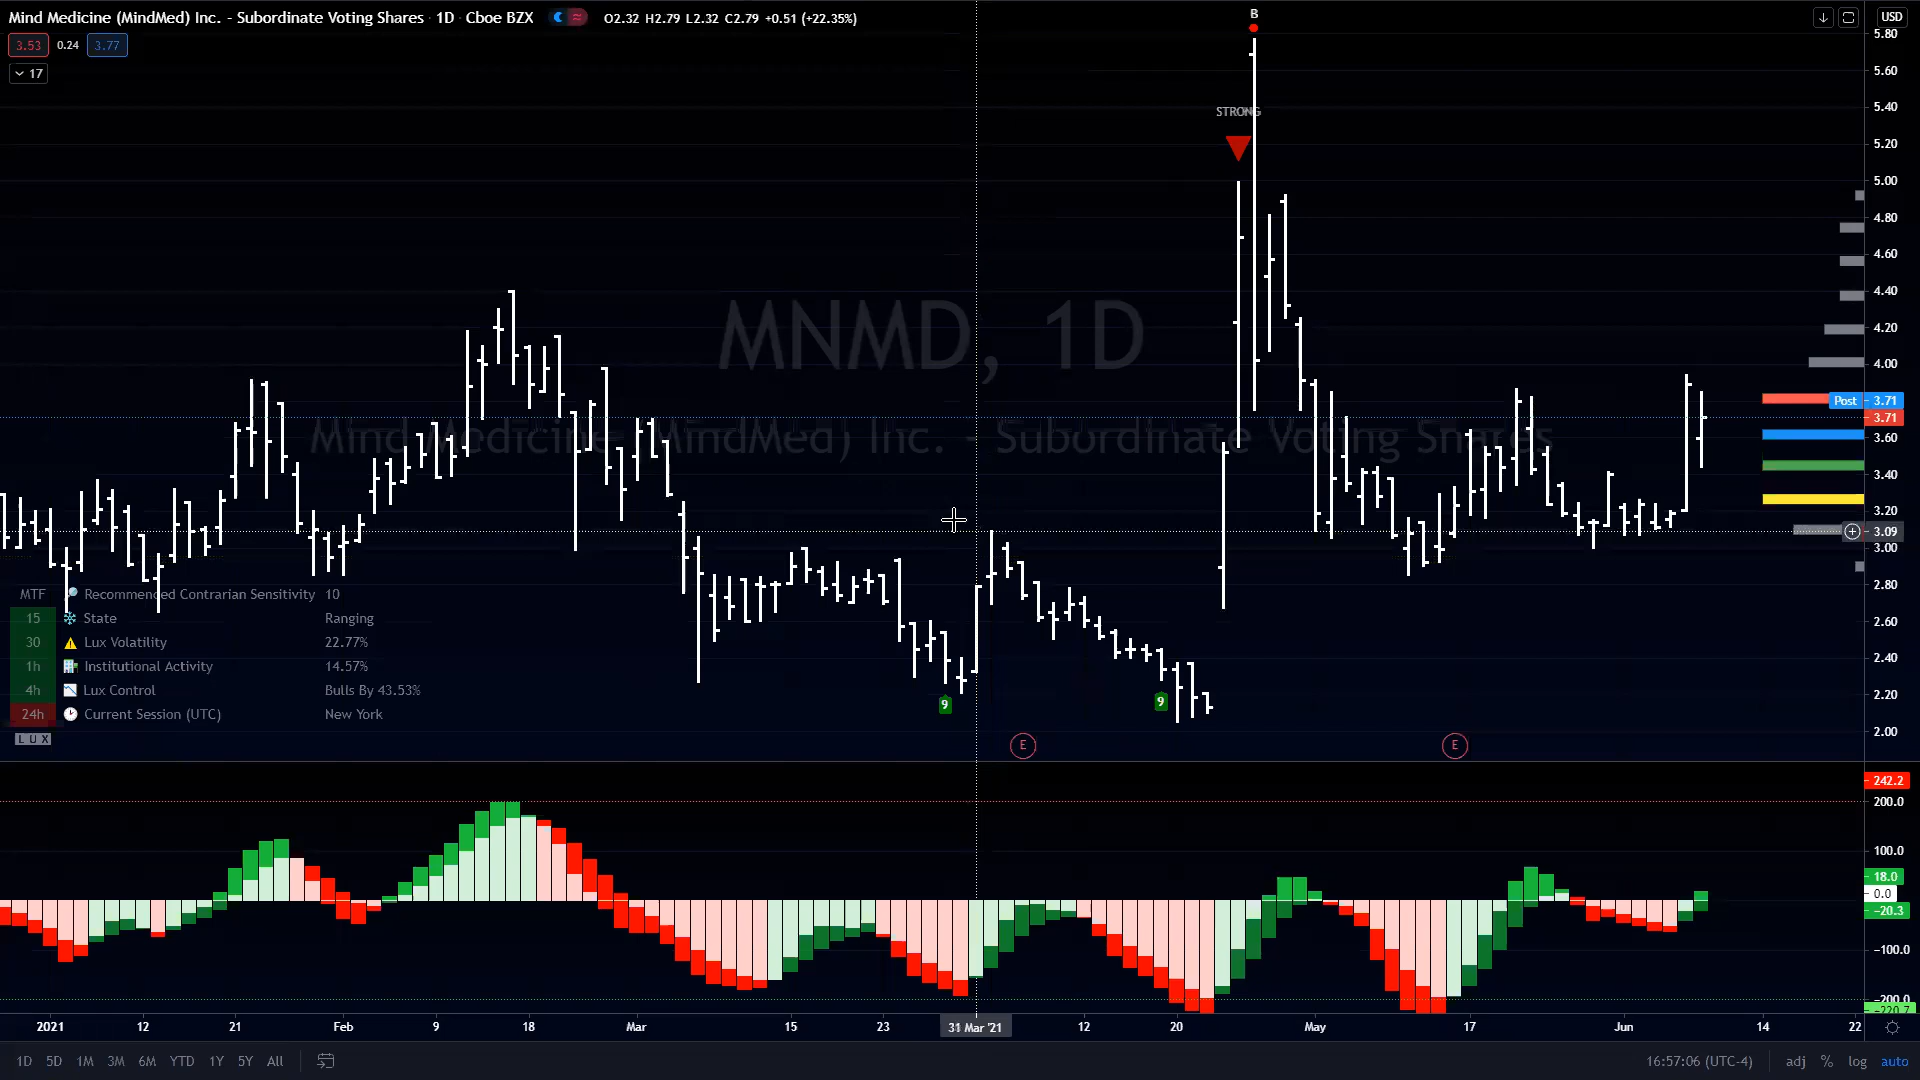 Mind Medicine (MindMed) Inc. - Subordinate Voting Shares · 1D · Cboe BZX O2.32 H2.79 L2.32 C2.79 +0.51 (+22.35%)
3.53 0.24 3.77
17
B
STRONG
USD
5.80
5.60
5.40
5.20
5.00
4.80
4.60
4.40
4.20
4.00
Post 3.71
3.71
3.60
3.40
3.20
3.09
3.00
2.80
2.60
2.40
2.20
2.00
MNMD, 1D
Mind Medicine (MindMed) Inc. - Subordinate Voting Shares
MTF Recommended Contrarian Sensitivity 10
15 State Ranging
30 Lux Volatility 22.77%
1h Institutional Activity 14.57%
4h Lux Control Bulls By 43.53%
24h Current Session (UTC) New York
LUX
9
9
E
E
242.2
200.0
100.0
18.0
0.0
−20.3
−100.0
−200.0
−220.7
2021 12 21 Feb 9 18 Mar 15 23 31 Mar '21 12 20 May 17 Jun 14 22
1D 5D 1M 3M 6M YTD 1Y 5Y All 16:57:06 (UTC-4) adj % log auto